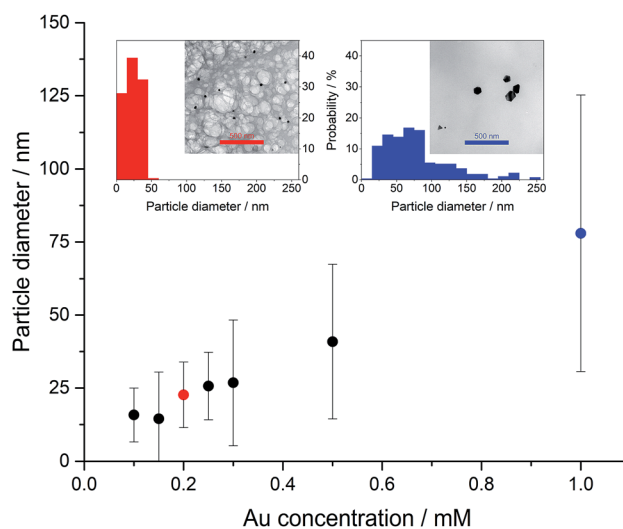 150
125
100
75
50
25
0
Particle diameter / nm
0.0 0.2 0.4 0.6 0.8 1.0
Au concentration / mM
40
30
20
10
0
0 50 100 150 200 250
Particle diameter / nm
500 nm
Probability / %
40
30
20
10
0
0 50 100 150 200 250
Particle diameter / nm
500 nm